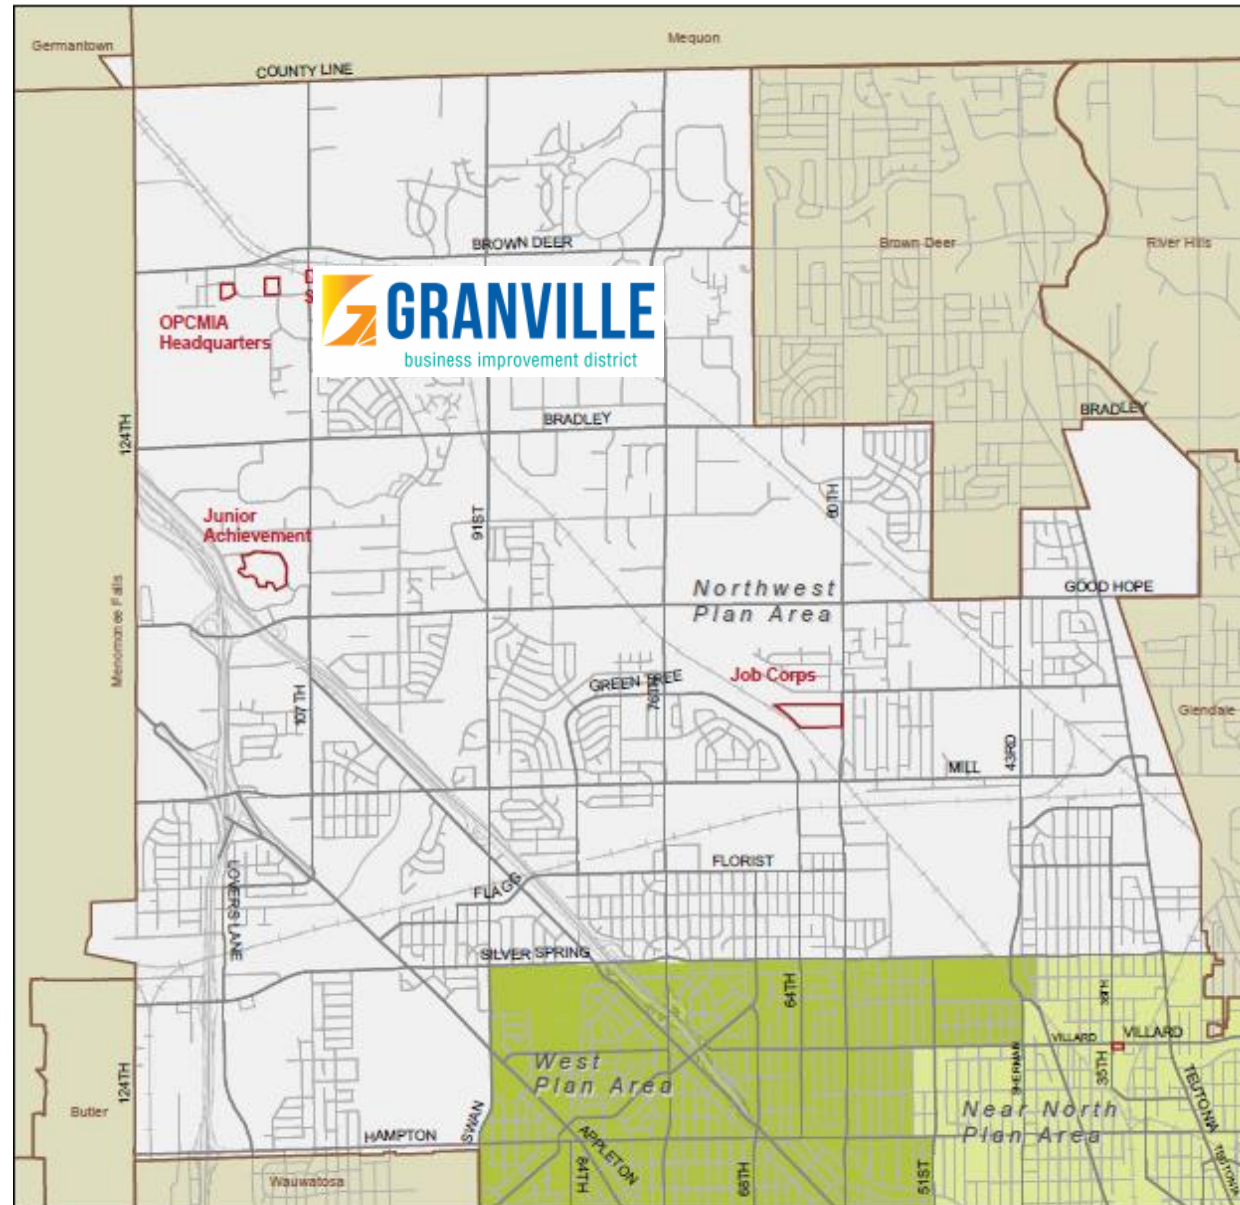 Germantown
Mequon
COUNTY LINE
BROWN DEER
Brown Deer
River Hills
OPCMIA
Headquarters
GRANVILLE
business improvement district
124TH
BRADLEY
BRADLEY
Junior
Achievement
91ST
60TH
Menomonee Falls
Northwest
Plan Area
GOOD HOPE
107TH
GREEN TREE
76TH
Job Corps
Glendale
43RD
MILL
FLORIST
FLAGG
LOVERS LANE
SILVER SPRING
64TH
35TH
VILLARD
VILLARD
West
Plan Area
SHERMAN
35TH
124TH
Butler
TEUTONIA
Near North
Plan Area
HAMPTON
SWAN
APPLETON
84TH
68TH
51ST
TEUTONIA
Wauwatosa